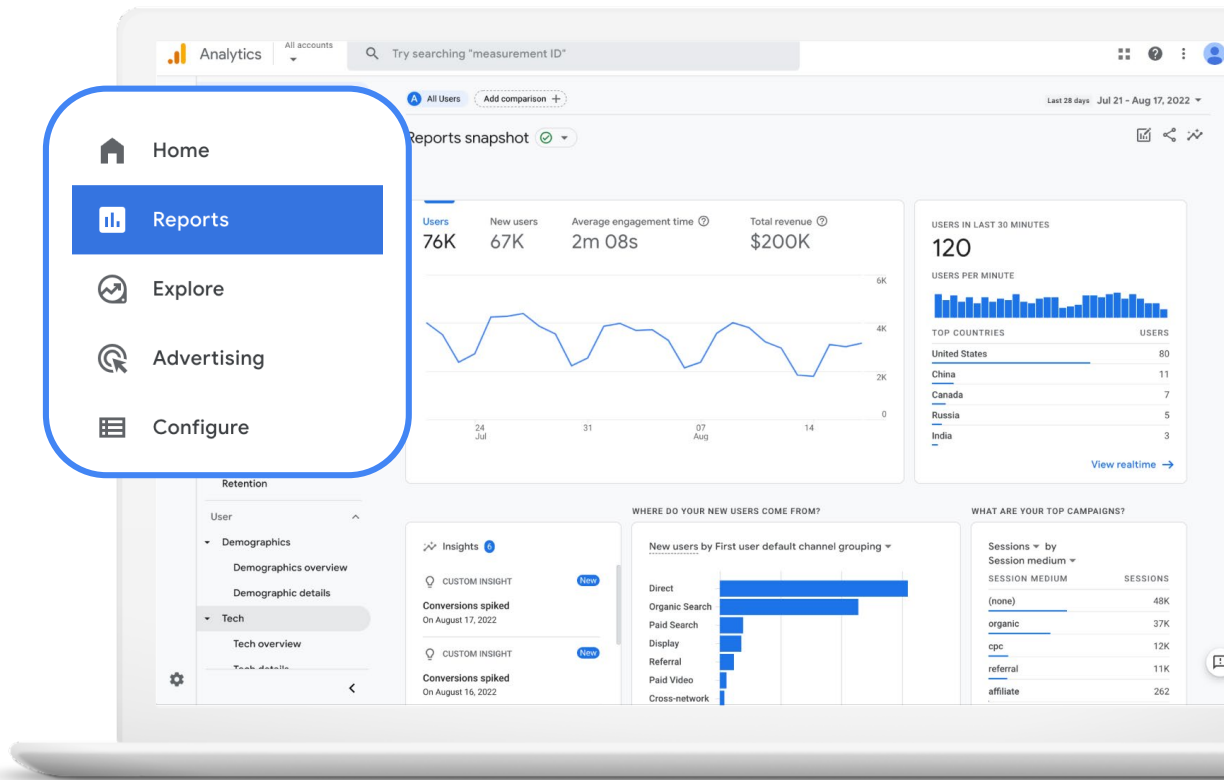 Analytics
All accounts
Try searching "measurement ID"
Home
Reports
Explore
Advertising
Configure
Retention
User
Demographics
Demographics overview
Demographic details
Tech
Tech overview
Tech details
A All Users
Add comparison +
Last 28 days Jul 21 - Aug 17, 2022
Reports snapshot
Users
76K
New users
67K
Average engagement time
2m 08s
Total revenue
$200K
6K
4K
2K
0
24
Jul
31
07
Aug
14
USERS IN LAST 30 MINUTES
120
USERS PER MINUTE
TOP COUNTRIES USERS
United States 80
China 11
Canada 7
Russia 5
India 3
View realtime
Insights 6
CUSTOM INSIGHT New
Conversions spiked
On August 17, 2022
CUSTOM INSIGHT New
Conversions spiked
On August 16, 2022
WHERE DO YOUR NEW USERS COME FROM?
New users by First user default channel grouping
Direct
Organic Search
Paid Search
Display
Referral
Paid Video
Cross-network
WHAT ARE YOUR TOP CAMPAIGNS?
Sessions by
Session medium
SESSION MEDIUM SESSIONS
(none) 48K
organic 37K
cpc 12K
referral 11K
affiliate 262